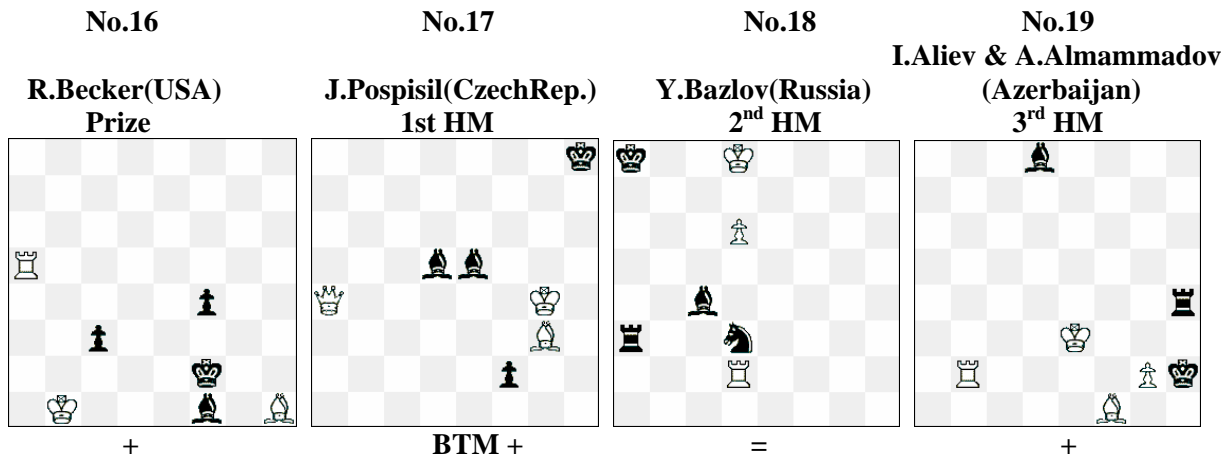 No.16 No.17 No.18 No.19
I.Aliev & A.Almammadov
R.Becker(USA) J.Pospisil(CzechRep.) Y.Bazlov(Russia) (Azerbaijan)
Prize 1st HM 2nd HM 3rd HM
+ BTM + = +